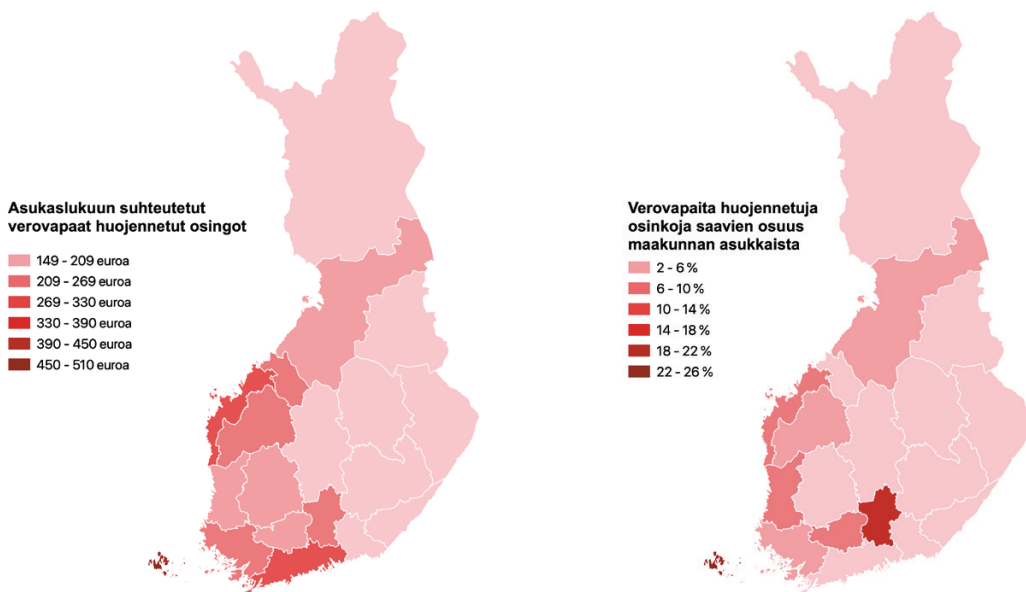 Asukaslukuun suhteutetut
verovapaat huojennetut osingot
149 – 209 euroa
209 – 269 euroa
269 – 330 euroa
330 – 390 euroa
390 – 450 euroa
450 – 510 euroa
Verovapaita huojennetuja
osinkoja saavien osuus
maakunnan asukkaista
2 – 6 %
6 – 10 %
10 – 14 %
14 – 18 %
18 – 22 %
22 – 26 %